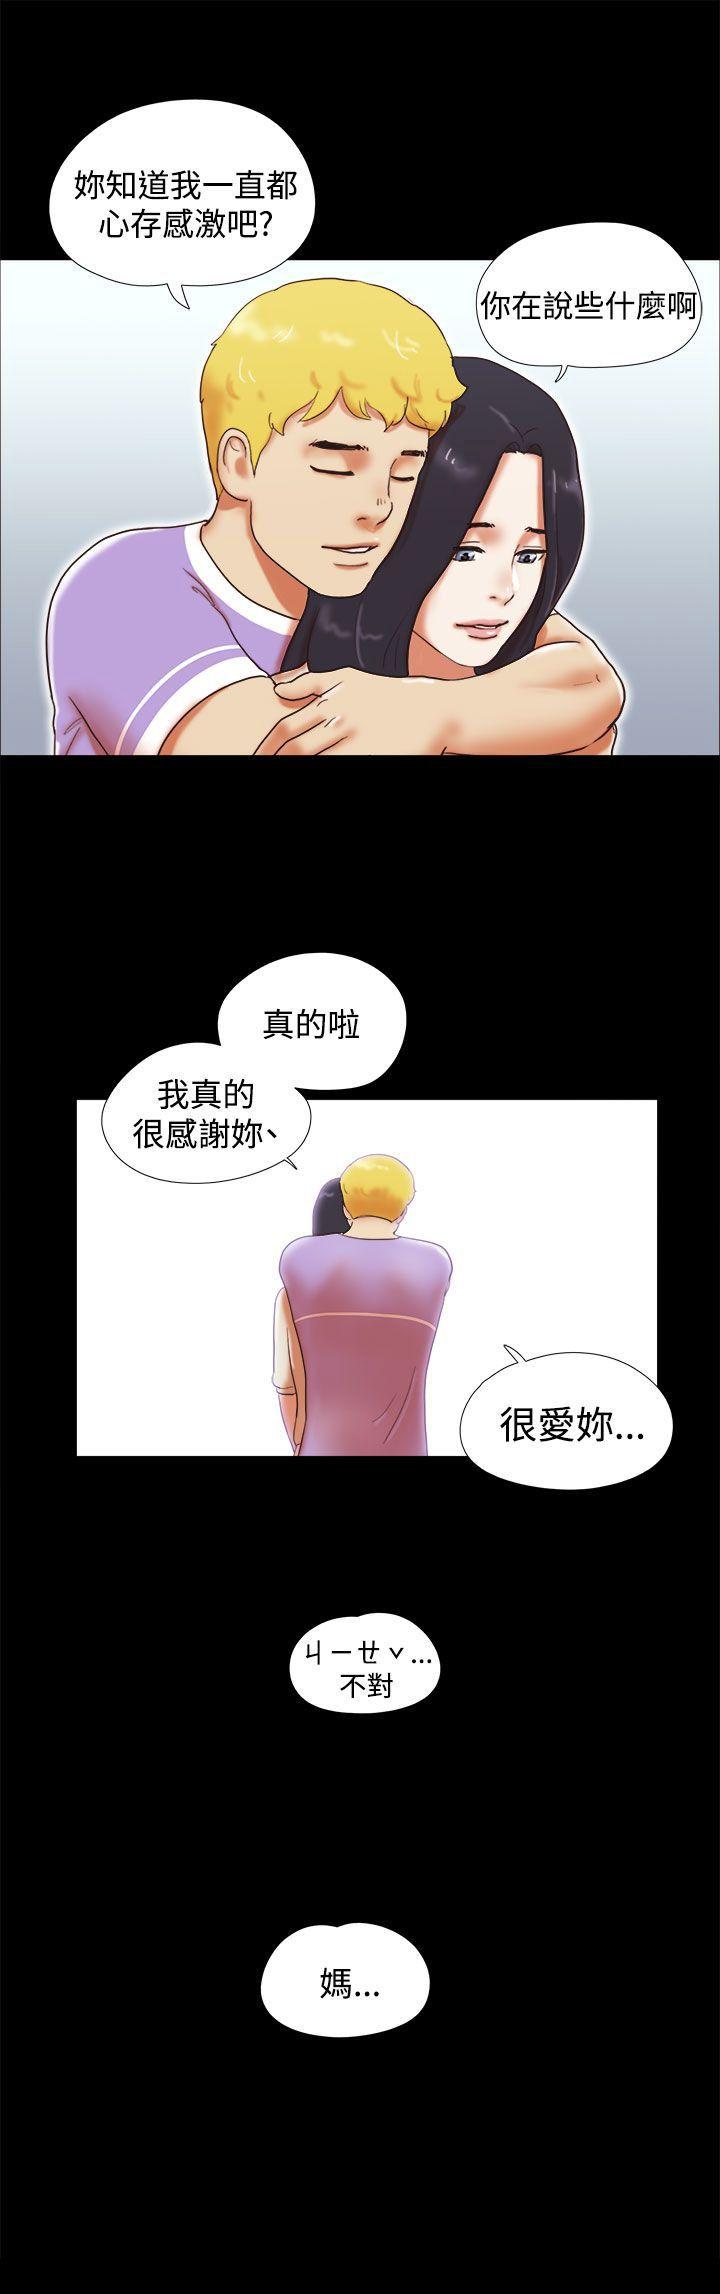 妳知道我一直都
心存感激吧?
你在說些什麼啊
真的啦
我真的
很感謝妳、
很愛妳...
ㄐㄧㄝˇ...
不對
媽...